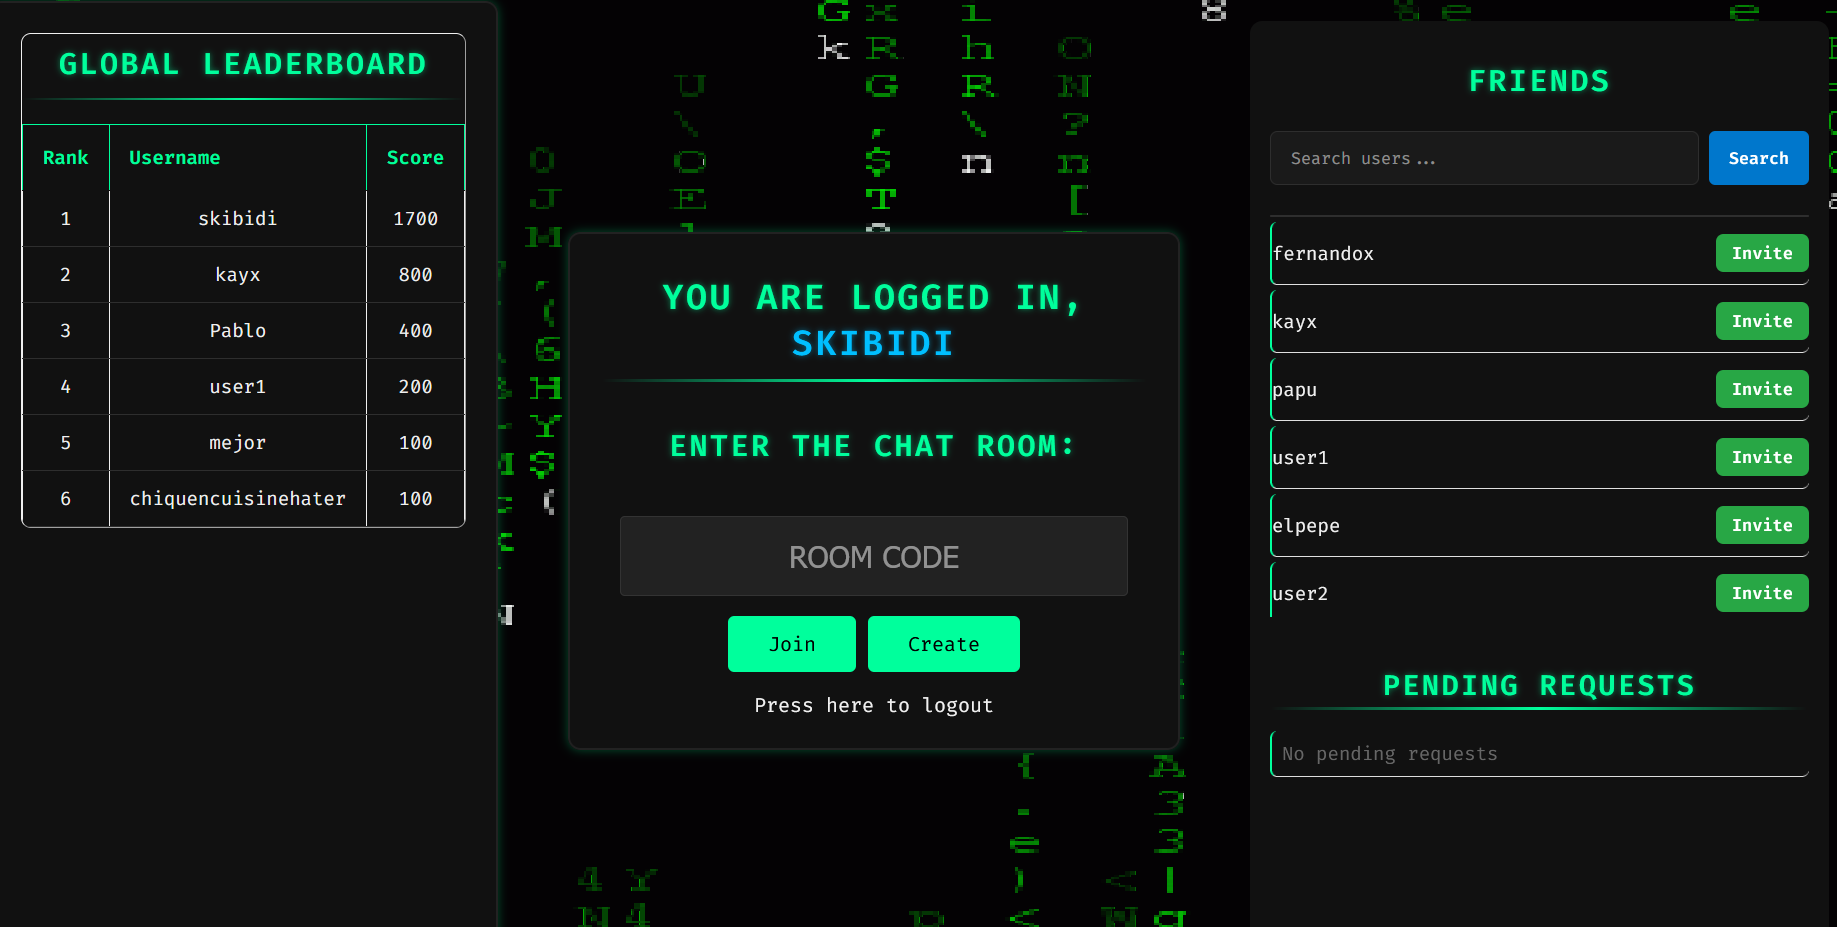 GLOBAL LEADERBOARD
Rank Username Score
1 skibidi 1700
2 kayx 800
3 Pablo 400
4 user1 200
5 mejor 100
6 chiquencuisinehater 100
YOU ARE LOGGED IN,
SKIBIDI
ENTER THE CHAT ROOM:
ROOM CODE
Join Create
Press here to logout
FRIENDS
Search users... Search
fernandox Invite
kayx Invite
papu Invite
user1 Invite
elpepe Invite
user2 Invite
PENDING REQUESTS
No pending requests